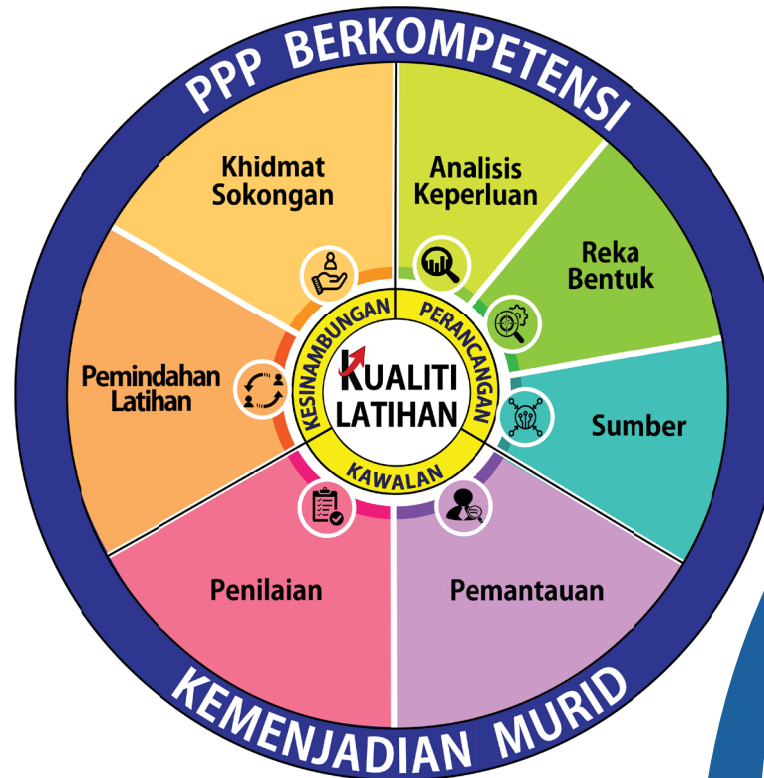 PPP BERKOMPETENSI
Khidmat
Sokongan
Analisis
Keperluan
Reka
Bentuk
Pemindahan
Latihan
KESINAMBUNGAN
PERANCANGAN
KUALITI
LATIHAN
KAWALAN
Sumber
Penilaian
Pemantauan
KEMENJADIAN MURID